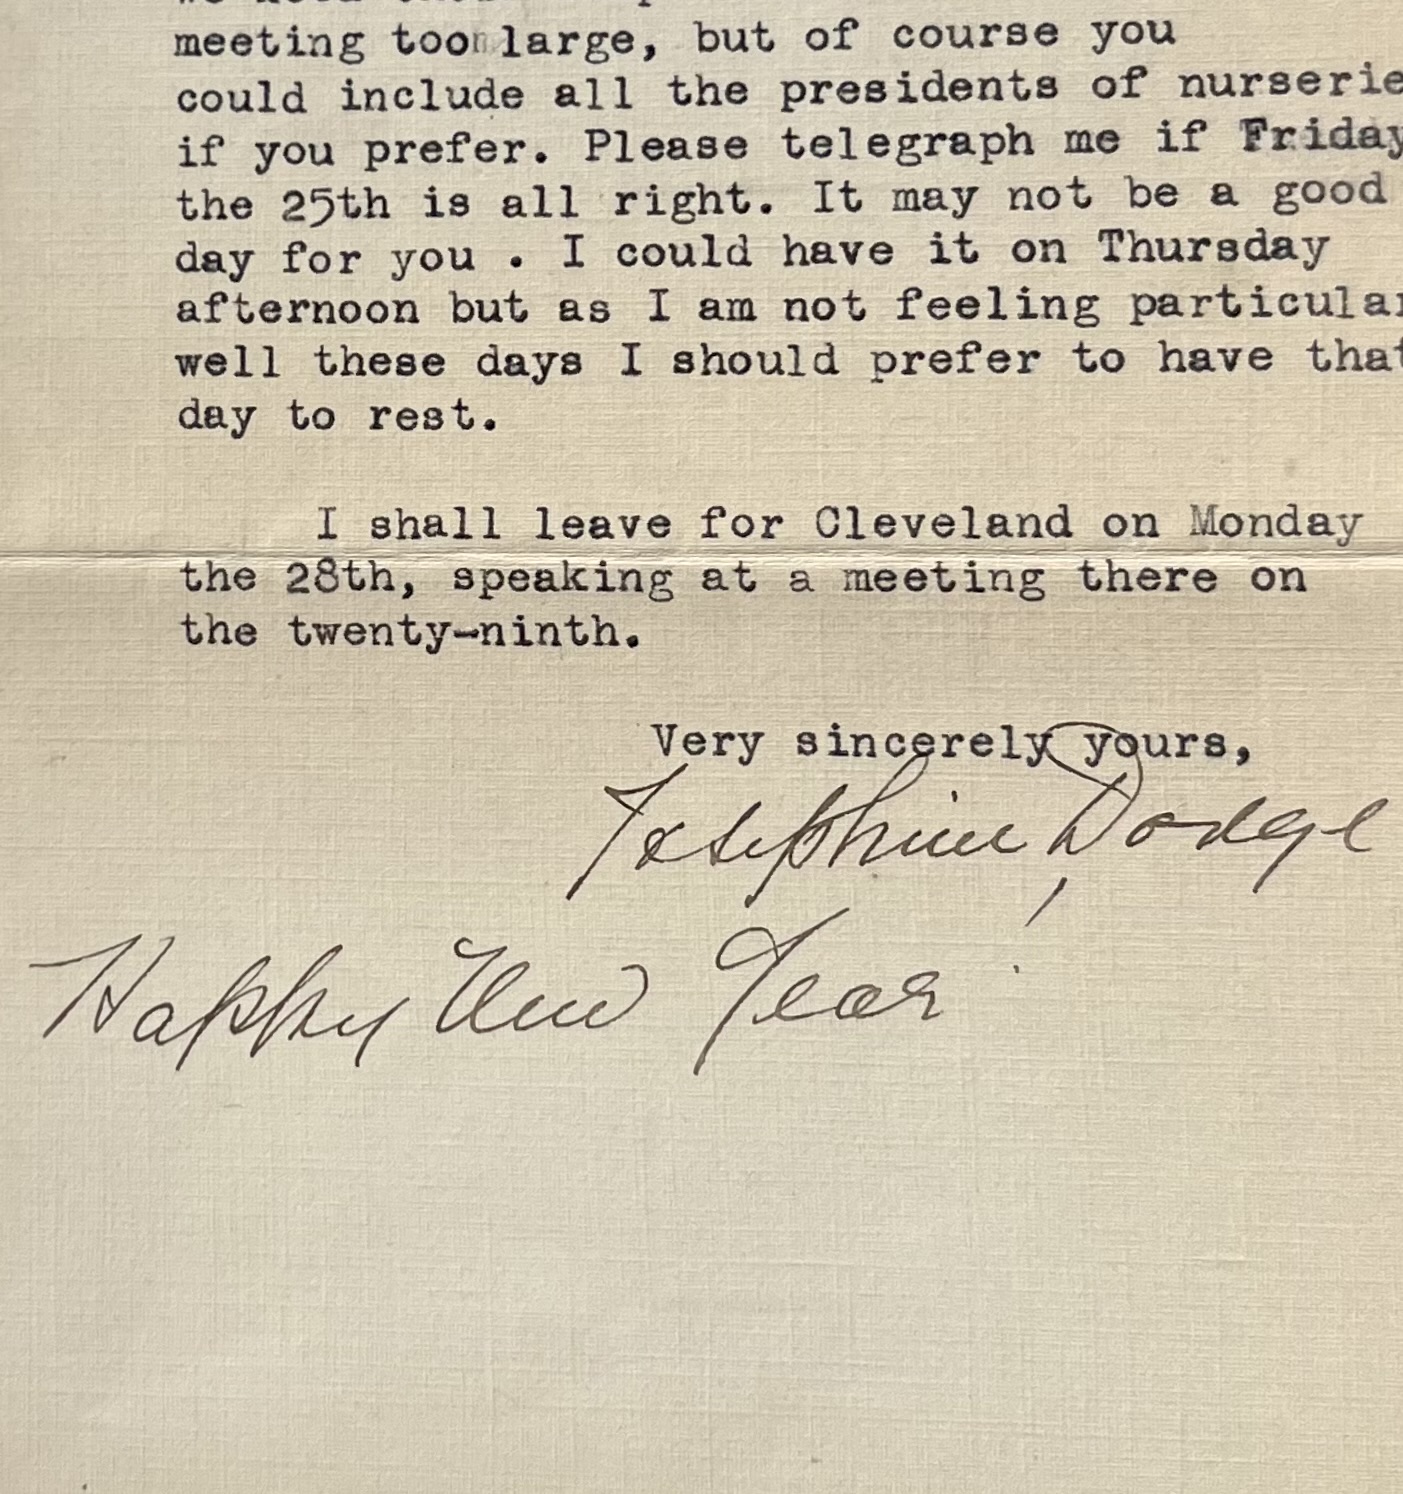 meeting too large, but of course you
could include all the presidents of nurserie
if you prefer. Please telegraph me if Friday
the 25th is all right. It may not be a good
day for you . I could have it on Thursday
afternoon but as I am not feeling particular
well these days I should prefer to have that
day to rest.
I shall leave for Cleveland on Monday
the 28th, speaking at a meeting there on
the twenty-ninth.
Very sincerely yours,
Josephine Dodge
Happy New Year!